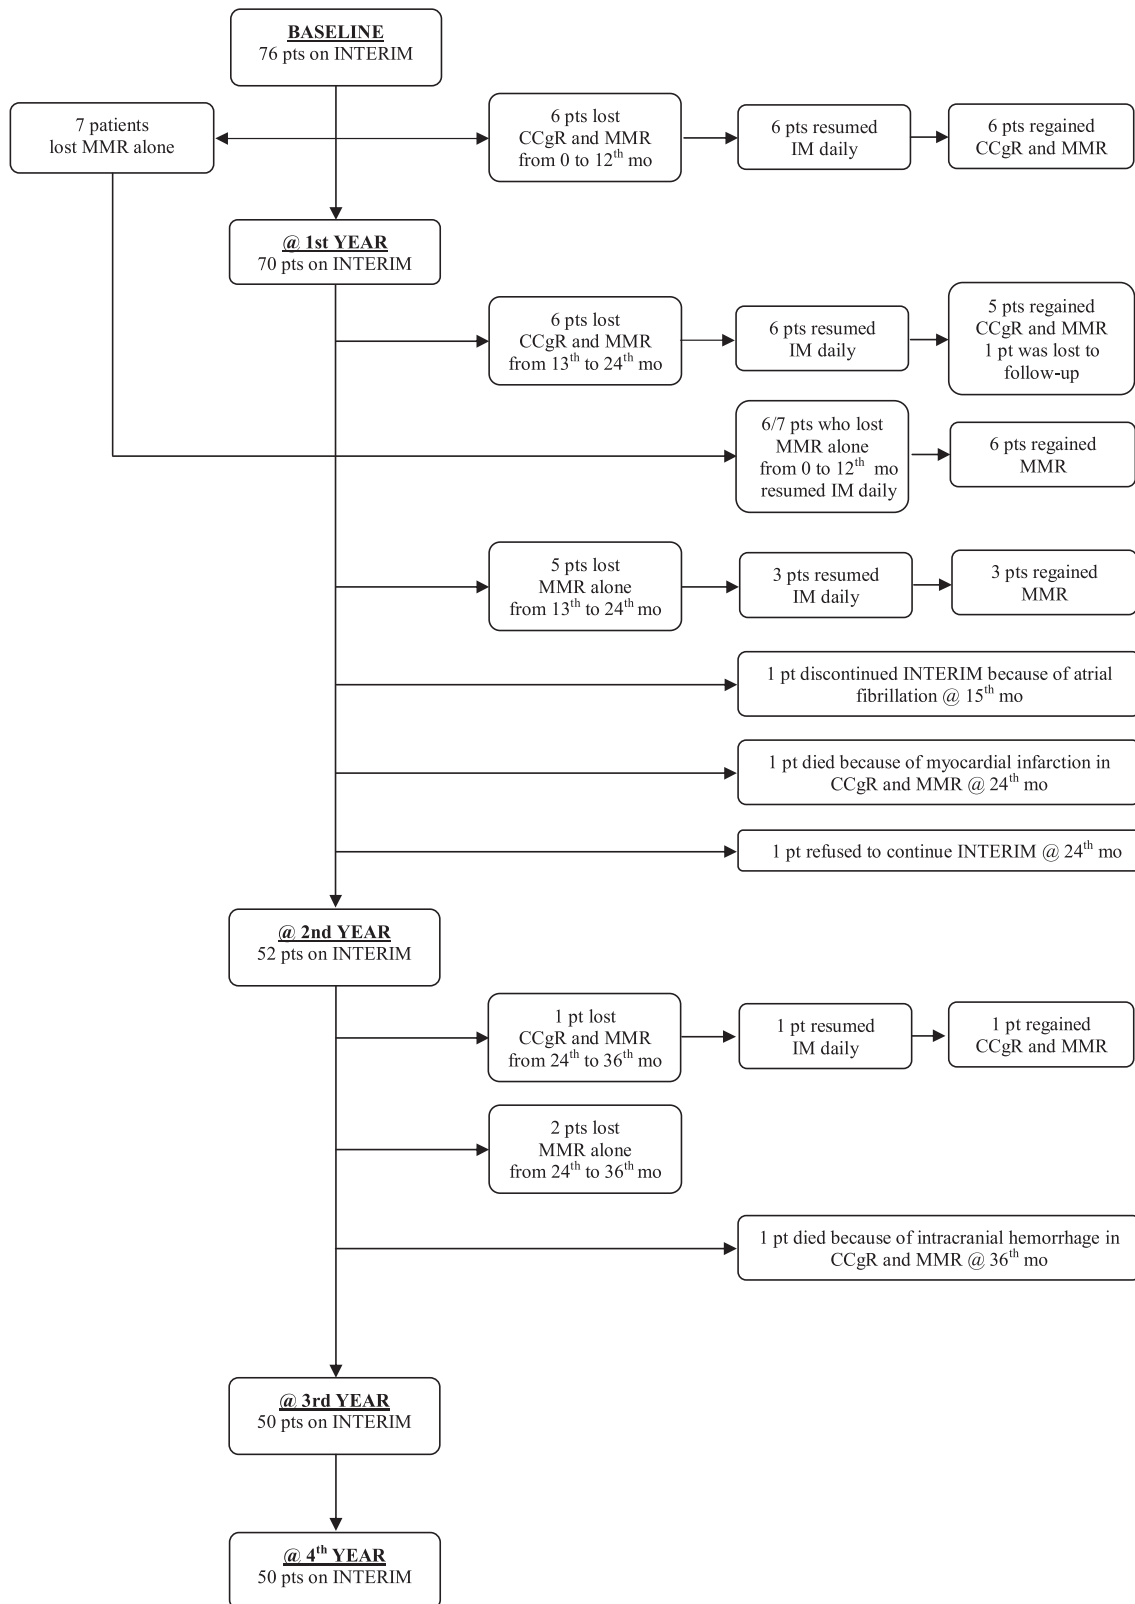 BASELINE
76 pts on INTERIM
7 patients
lost MMR alone
6 pts lost
CCgR and MMR
from 0 to 12th mo
6 pts resumed
IM daily
6 pts regained
CCgR and MMR
@ 1st YEAR
70 pts on INTERIM
6 pts lost
CCgR and MMR
from 13th to 24th mo
6 pts resumed
IM daily
5 pts regained
CCgR and MMR
1 pt was lost to
follow-up
6/7 pts who lost
MMR alone
from 0 to 12th mo
resumed IM daily
6 pts regained
MMR
5 pts lost
MMR alone
from 13th to 24th mo
3 pts resumed
IM daily
3 pts regained
MMR
1 pt discontinued INTERIM because of atrial
fibrillation @ 15th mo
1 pt died because of myocardial infarction in
CCgR and MMR @ 24th mo
1 pt refused to continue INTERIM @ 24th mo
@ 2nd YEAR
52 pts on INTERIM
1 pt lost
CCgR and MMR
from 24th to 36th mo
1 pt resumed
IM daily
1 pt regained
CCgR and MMR
2 pts lost
MMR alone
from 24th to 36th mo
1 pt died because of intracranial hemorrhage in
CCgR and MMR @ 36th mo
@ 3rd YEAR
50 pts on INTERIM
@ 4th YEAR
50 pts on INTERIM